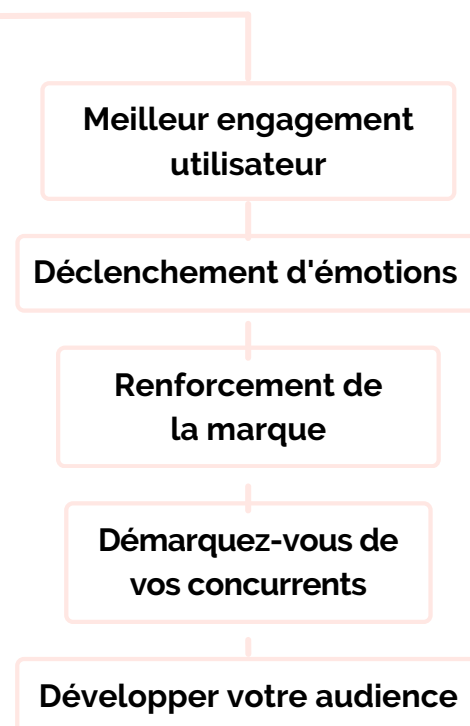 Meilleur engagement
utilisateur
Déclenchement d'émotions
Renforcement de
la marque
Démarquez-vous de
vos concurrents
Développer votre audience